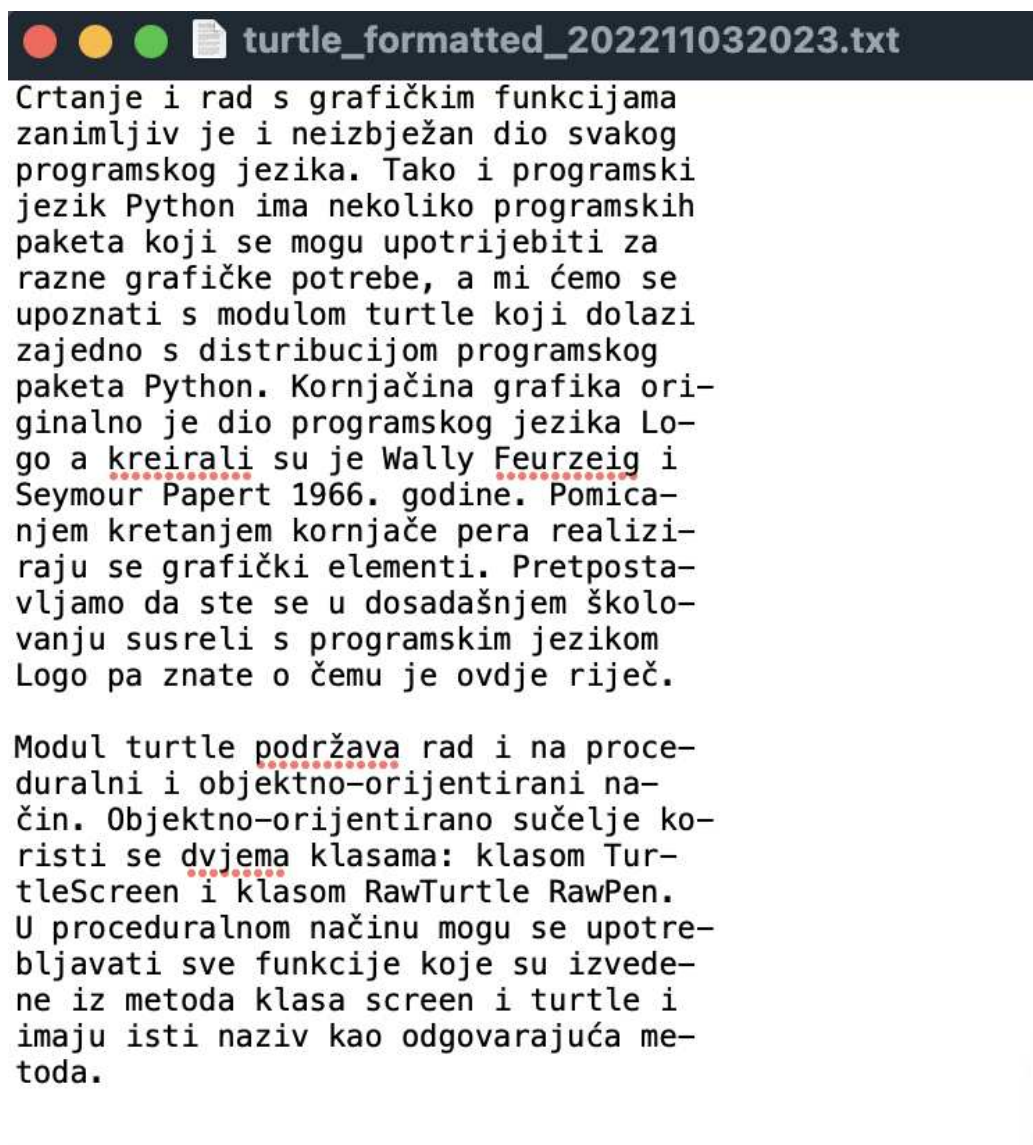 turtle_formatted_202211032023.txt
Crtanje i rad s grafičkim funkcijama
zanimljiv je i neizbježan dio svakog
programskog jezika. Tako i programski
jezik Python ima nekoliko programskih
paketa koji se mogu upotrijebiti za
razne grafičke potrebe, a mi ćemo se
upoznati s modulom turtle koji dolazi
zajedno s distribucijom programskog
paketa Python. Kornjačina grafika ori-
ginalno je dio programskog jezika Lo-
go a kreirali su je Wally Feurzeig i
Seymour Papert 1966. godine. Pomica-
njem kretanjem kornjače pera realizi-
raju se grafički elementi. Pretposta-
vljamo da ste se u dosadašnjem školo-
vanju susreli s programskim jezikom
Logo pa znate o čemu je ovdje riječ.

Modul turtle podržava rad i na proce-
duralni i objektno-orijentirani na-
čin. Objektno-orijentirano sučelje ko-
risti se dvjema klasama: klasom Tur-
tleScreen i klasom RawTurtle RawPen.
U proceduralnom načinu mogu se upotre-
bljavati sve funkcije koje su izvede-
ne iz metoda klasa screen i turtle i
imaju isti naziv kao odgovarajuća me-
toda.